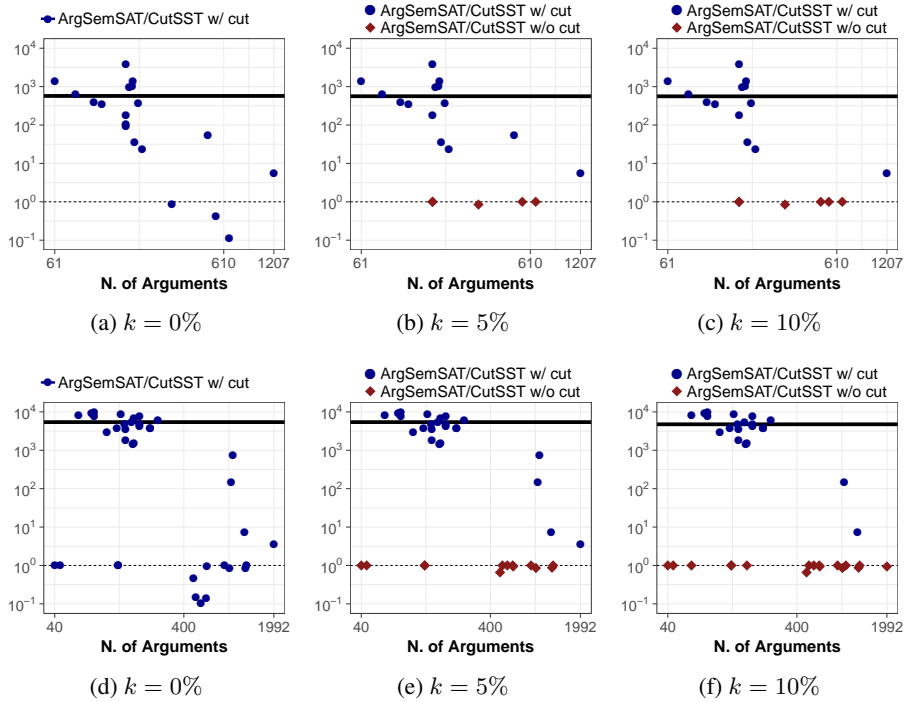 ArgSemSAT/CutSST w/ cut
10^4
10^3
10^2
10^1
10^0
10^-1
61 610 1207
N. of Arguments
(a) k = 0%
ArgSemSAT/CutSST w/ cut
ArgSemSAT/CutSST w/o cut
10^4
10^3
10^2
10^1
10^0
10^-1
61 610 1207
N. of Arguments
(b) k = 5%
ArgSemSAT/CutSST w/ cut
ArgSemSAT/CutSST w/o cut
10^4
10^3
10^2
10^1
10^0
10^-1
61 610 1207
N. of Arguments
(c) k = 10%
ArgSemSAT/CutSST w/ cut
10^4
10^3
10^2
10^1
10^0
10^-1
40 400 1992
N. of Arguments
(d) k = 0%
ArgSemSAT/CutSST w/ cut
ArgSemSAT/CutSST w/o cut
10^4
10^3
10^2
10^1
10^0
10^-1
40 400 1992
N. of Arguments
(e) k = 5%
ArgSemSAT/CutSST w/ cut
ArgSemSAT/CutSST w/o cut
10^4
10^3
10^2
10^1
10^0
10^-1
40 400 1992
N. of Arguments
(f) k = 10%